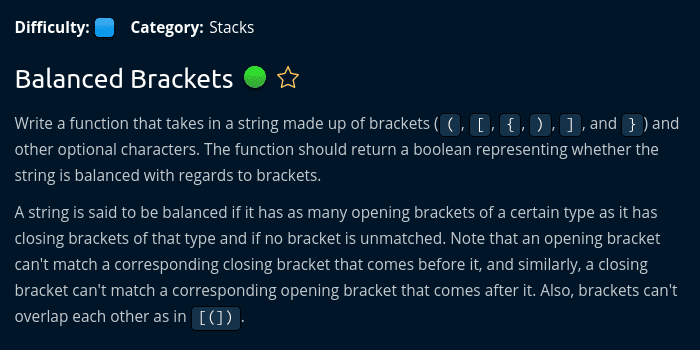 Difficulty: Category: Stacks
Balanced Brackets
Write a function that takes in a string made up of brackets ( (, [, {, ), ], and } ) and
other optional characters. The function should return a boolean representing whether the
string is balanced with regards to brackets.
A string is said to be balanced if it has as many opening brackets of a certain type as it has
closing brackets of that type and if no bracket is unmatched. Note that an opening bracket
can't match a corresponding closing bracket that comes before it, and similarly, a closing
bracket can't match a corresponding opening bracket that comes after it. Also, brackets can't
overlap each other as in [(]).